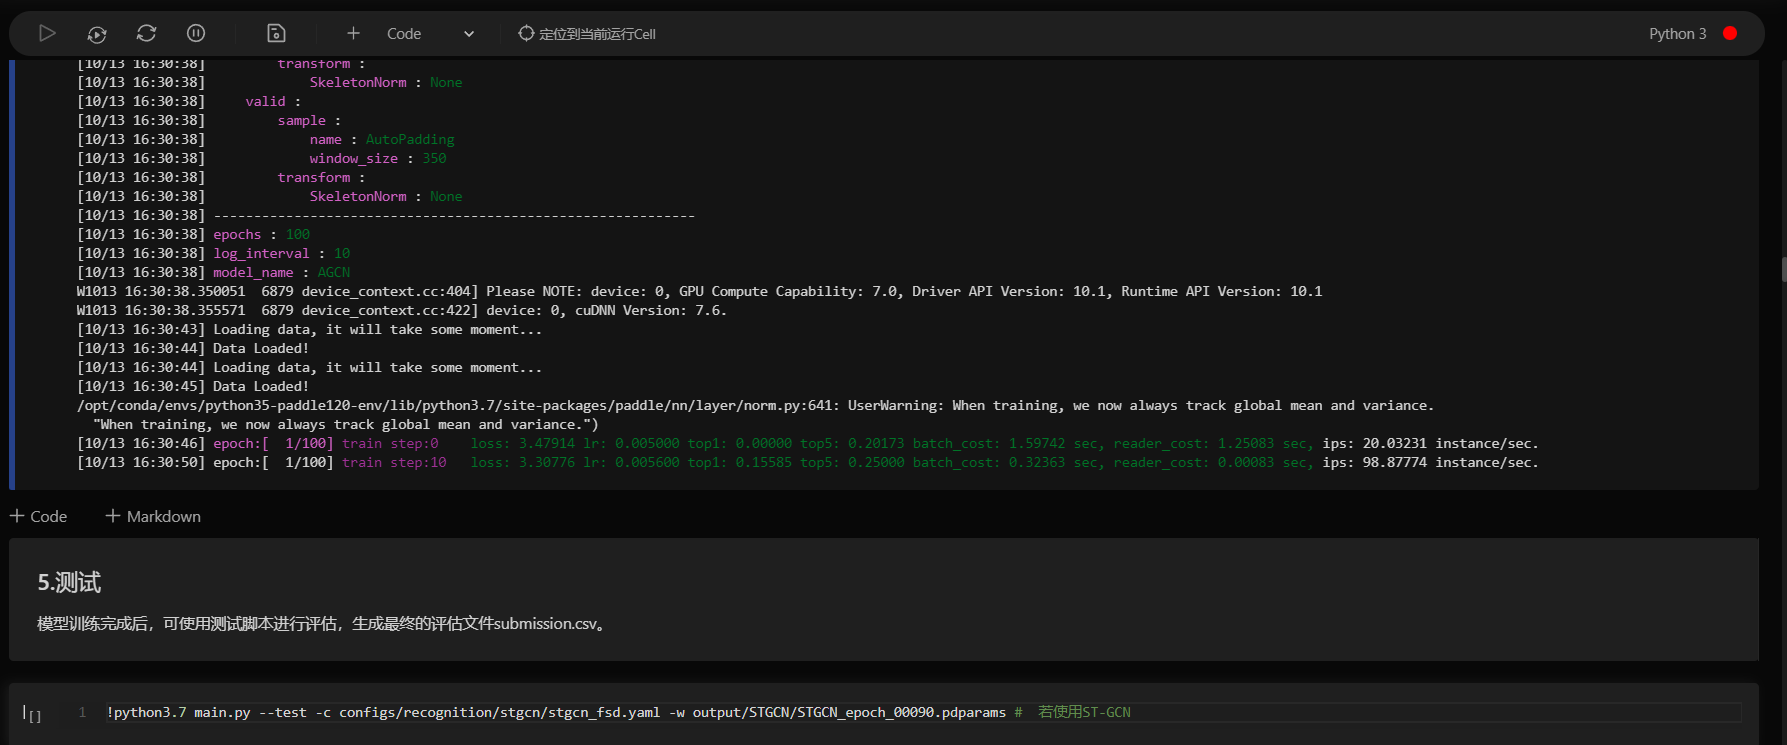 Code
定位到当前运行Cell
Python 3
[10/13 16:30:38]         transform :
[10/13 16:30:38]             SkeletonNorm : None
[10/13 16:30:38]     valid :
[10/13 16:30:38]         sample :
[10/13 16:30:38]             name : AutoPadding
[10/13 16:30:38]             window_size : 350
[10/13 16:30:38]         transform :
[10/13 16:30:38]             SkeletonNorm : None
[10/13 16:30:38] ------------------------------------------------------------
[10/13 16:30:38] epochs : 100
[10/13 16:30:38] log_interval : 10
[10/13 16:30:38] model_name : AGCN
W1013 16:30:38.350051  6879 device_context.cc:404] Please NOTE: device: 0, GPU Compute Capability: 7.0, Driver API Version: 10.1, Runtime API Version: 10.1
W1013 16:30:38.355571  6879 device_context.cc:422] device: 0, cuDNN Version: 7.6.
[10/13 16:30:43] Loading data, it will take some moment...
[10/13 16:30:44] Data Loaded!
[10/13 16:30:44] Loading data, it will take some moment...
[10/13 16:30:45] Data Loaded!
/opt/conda/envs/python35-paddle120-env/lib/python3.7/site-packages/paddle/nn/layer/norm.py:641: UserWarning: When training, we now always track global mean and variance.
  "When training, we now always track global mean and variance.")
[10/13 16:30:46] epoch:[  1/100] train step:0    loss: 3.47914 lr: 0.005000 top1: 0.00000 top5: 0.20173 batch_cost: 1.59742 sec, reader_cost: 1.25083 sec, ips: 20.03231 instance/sec.
[10/13 16:30:50] epoch:[  1/100] train step:10   loss: 3.30776 lr: 0.005600 top1: 0.15585 top5: 0.25000 batch_cost: 0.32363 sec, reader_cost: 0.00083 sec, ips: 98.87774 instance/sec.
+ Code + Markdown
5.测试
模型训练完成后，可使用测试脚本进行评估，生成最终的评估文件submission.csv。
[] 1 !python3.7 main.py --test -c configs/recognition/stgcn/stgcn_fsd.yaml -w output/STGCN/STGCN_epoch_00090.pdparams #  若使用ST-GCN